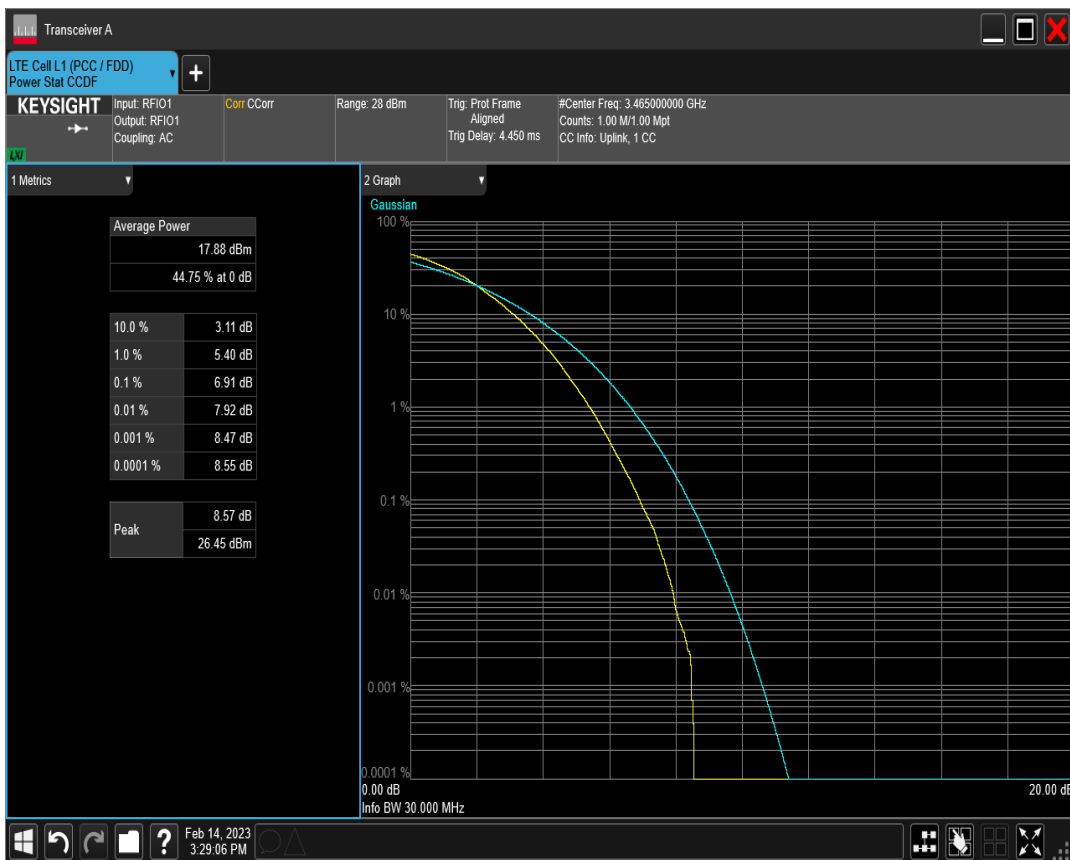 Transceiver A
LTE Cell L1 (PCC / FDD)
Power Stat CCDF
KEYSIGHT
LXI
Input: RFIO1
Output: RFIO1
Coupling: AC
Corr CCorr
Range: 28 dBm
Trig: Prot Frame
Aligned
Trig Delay: 4.450 ms
#Center Freq: 3.465000000 GHz
Counts: 1.00 M/1.00 Mpt
CC Info: Uplink, 1 CC
1 Metrics
Average Power
17.88 dBm
44.75 % at 0 dB
10.0 % 3.11 dB
1.0 % 5.40 dB
0.1 % 6.91 dB
0.01 % 7.92 dB
0.001 % 8.47 dB
0.0001 % 8.55 dB
Peak
8.57 dB
26.45 dBm
2 Graph
Gaussian
100 %
10 %
1 %
0.1 %
0.01 %
0.001 %
0.0001 %
0.00 dB 20.00 dB
Info BW 30.000 MHz
? Feb 14, 2023
3:29:06 PM